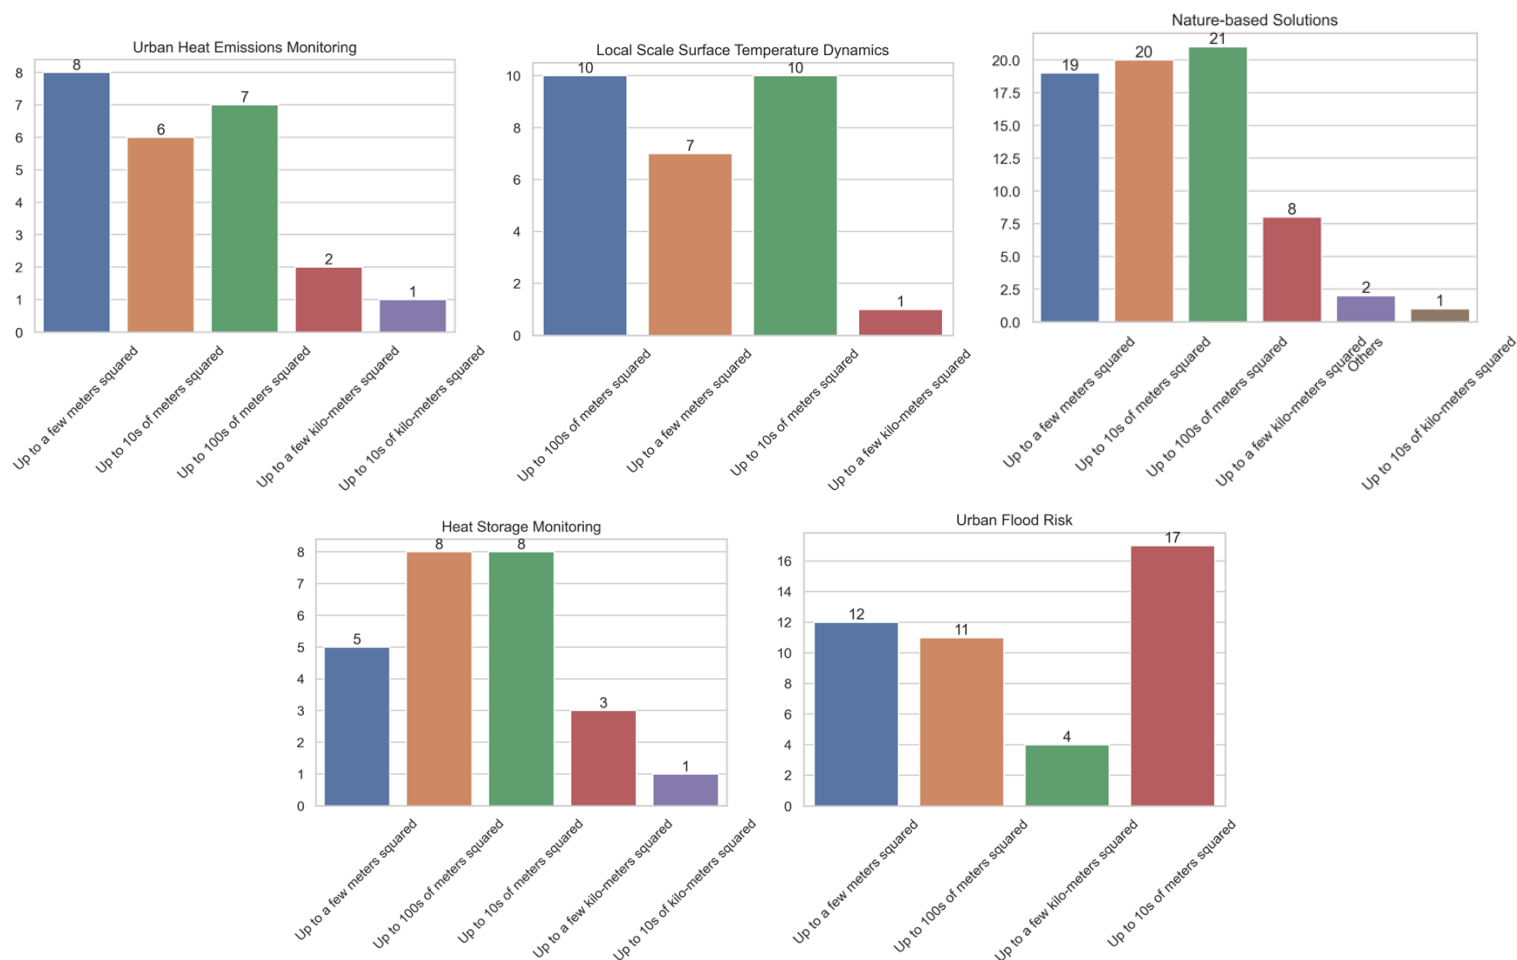 Urban Heat Emissions Monitoring
8
7
6
5
4
3
2
1
0
8
6
7
2
1
Up to a few meters squared
Up to 10s of meters squared
Up to 100s of meters squared
Up to a few kilo-meters squared
Up to 10s of kilo-meters squared
Local Scale Surface Temperature Dynamics
10
8
6
4
2
0
10
7
10
1
Up to 100s of meters squared
Up to a few meters squared
Up to 10s of meters squared
Up to a few kilo-meters squared
Nature-based Solutions
20.0
17.5
15.0
12.5
10.0
7.5
5.0
2.5
0.0
19
20
21
8
2
1
Up to a few meters squared
Up to 10s of meters squared
Up to 100s of meters squared
Up to a few kilo-meters squared
Others
Up to 10s of kilo-meters squared
Heat Storage Monitoring
8
7
6
5
4
3
2
1
0
5
8
8
3
1
Up to a few meters squared
Up to 100s of meters squared
Up to 10s of meters squared
Up to a few kilo-meters squared
Up to 10s of kilo-meters squared
Urban Flood Risk
16
14
12
10
8
6
4
2
0
12
11
4
17
Up to a few meters squared
Up to 100s of meters squared
Up to a few kilo-meters squared
Up to 10s of meters squared